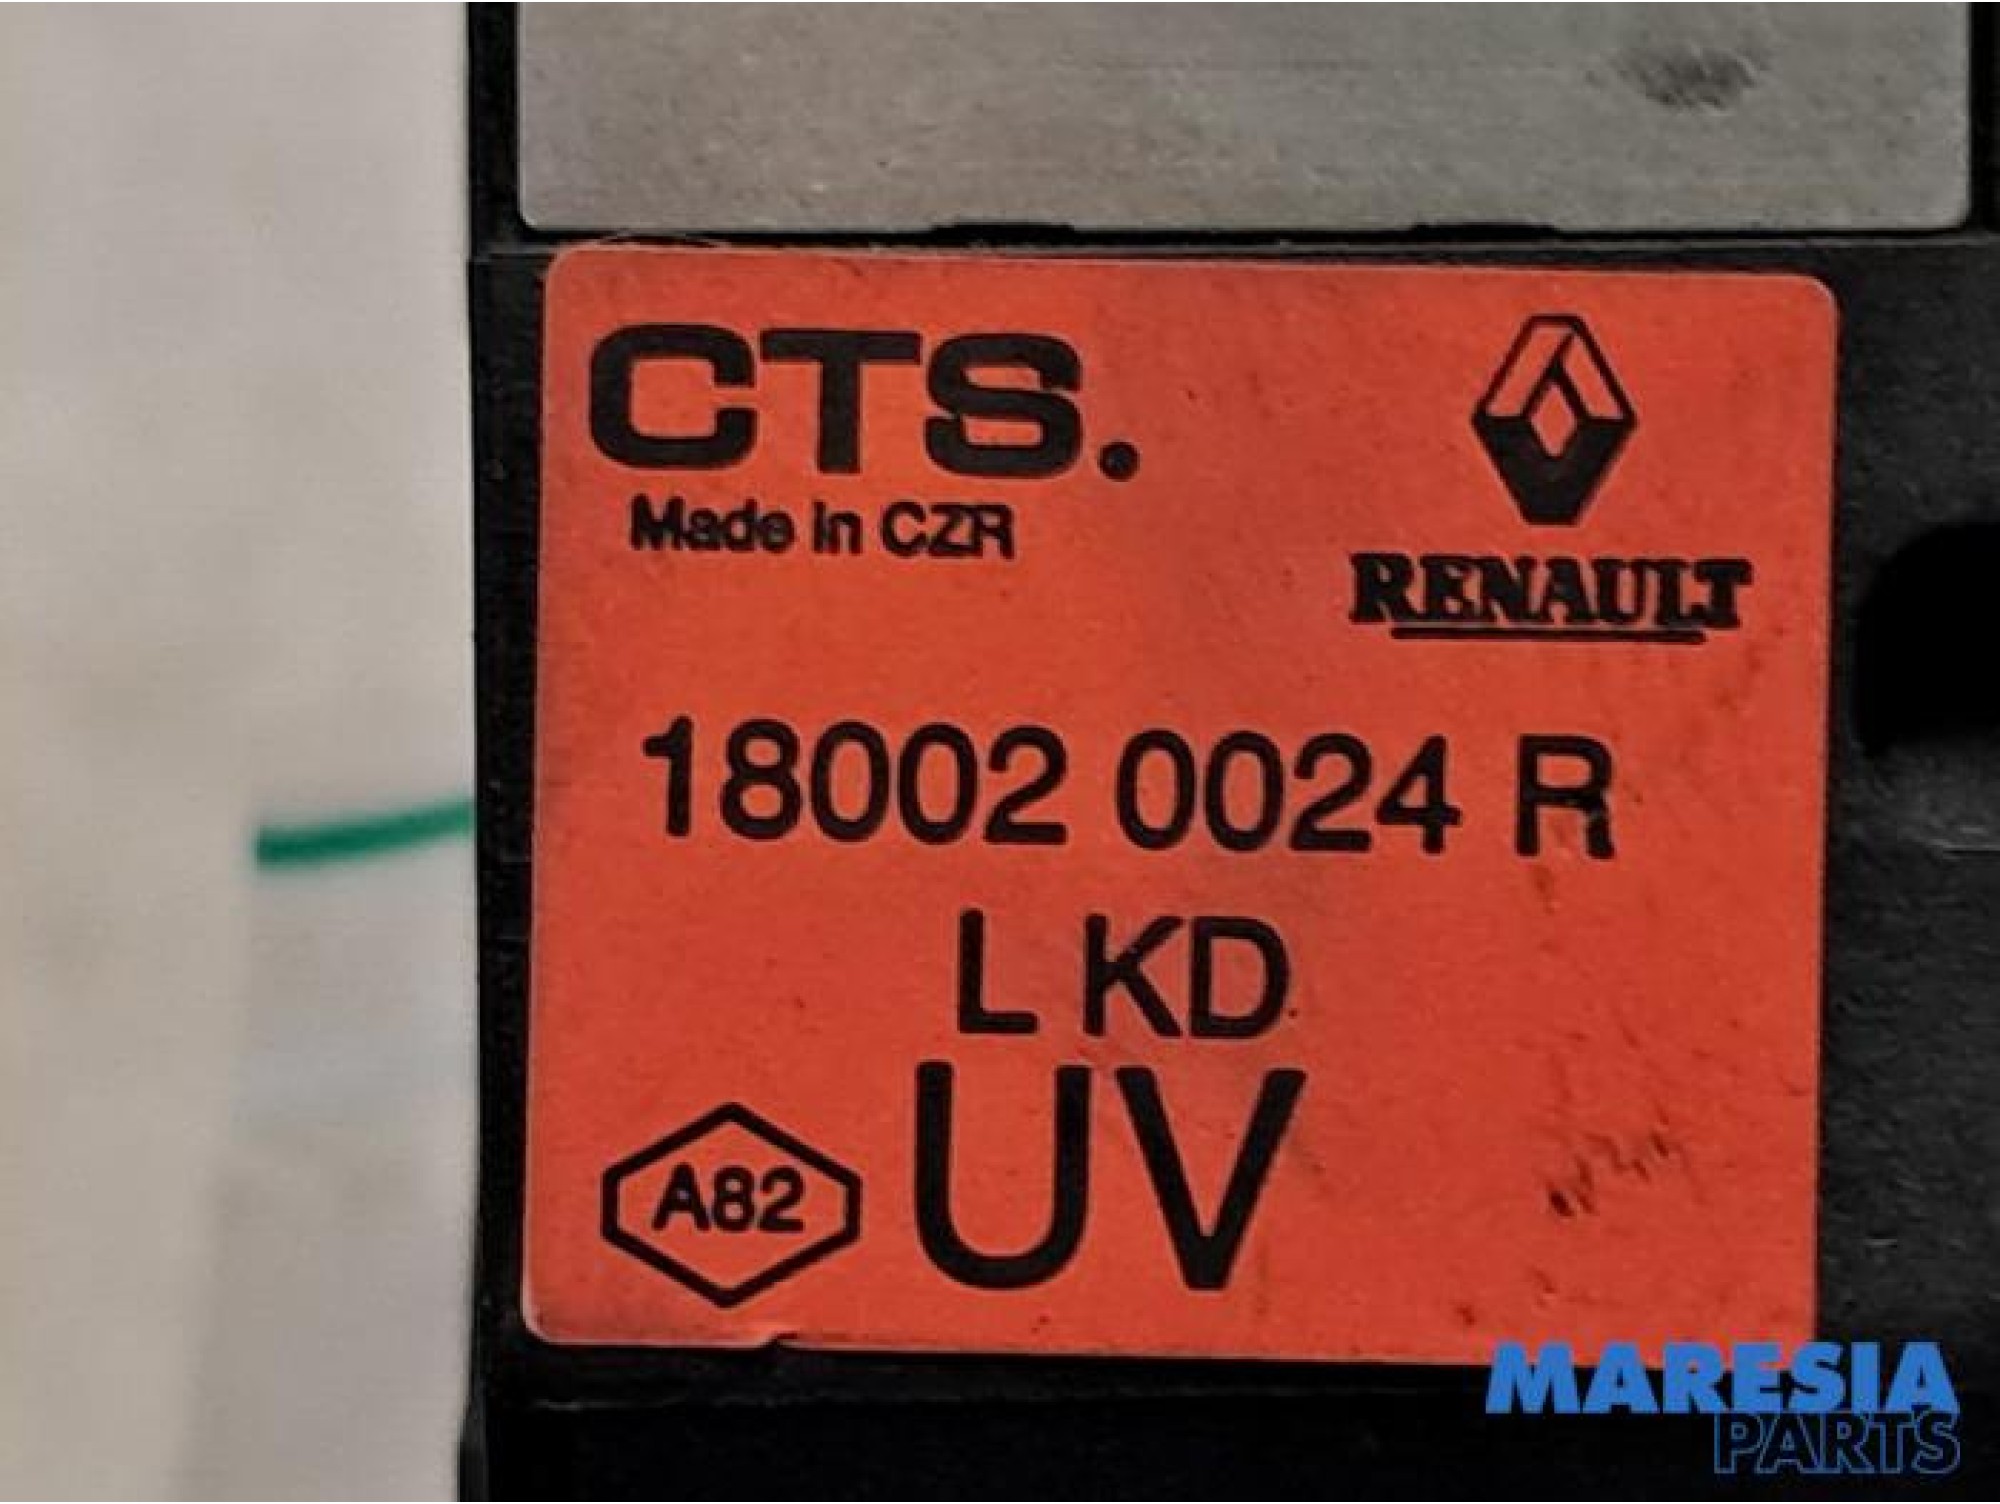 CTS.
Made in CZR
RENAULT
18002 0024 R
L KD
UV
A82
MARESIA
PARTS